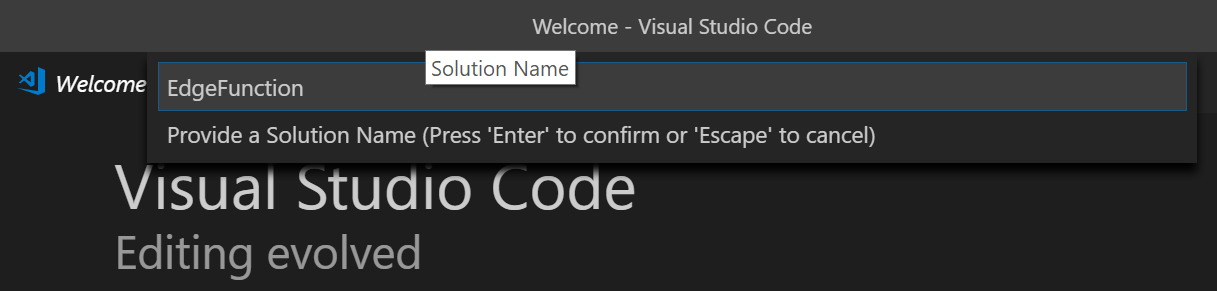 Welcome - Visual Studio Code
Solution Name
Welcome
EdgeFunction
Provide a Solution Name (Press 'Enter' to confirm or 'Escape' to cancel)
Visual Studio Code
Editing evolved